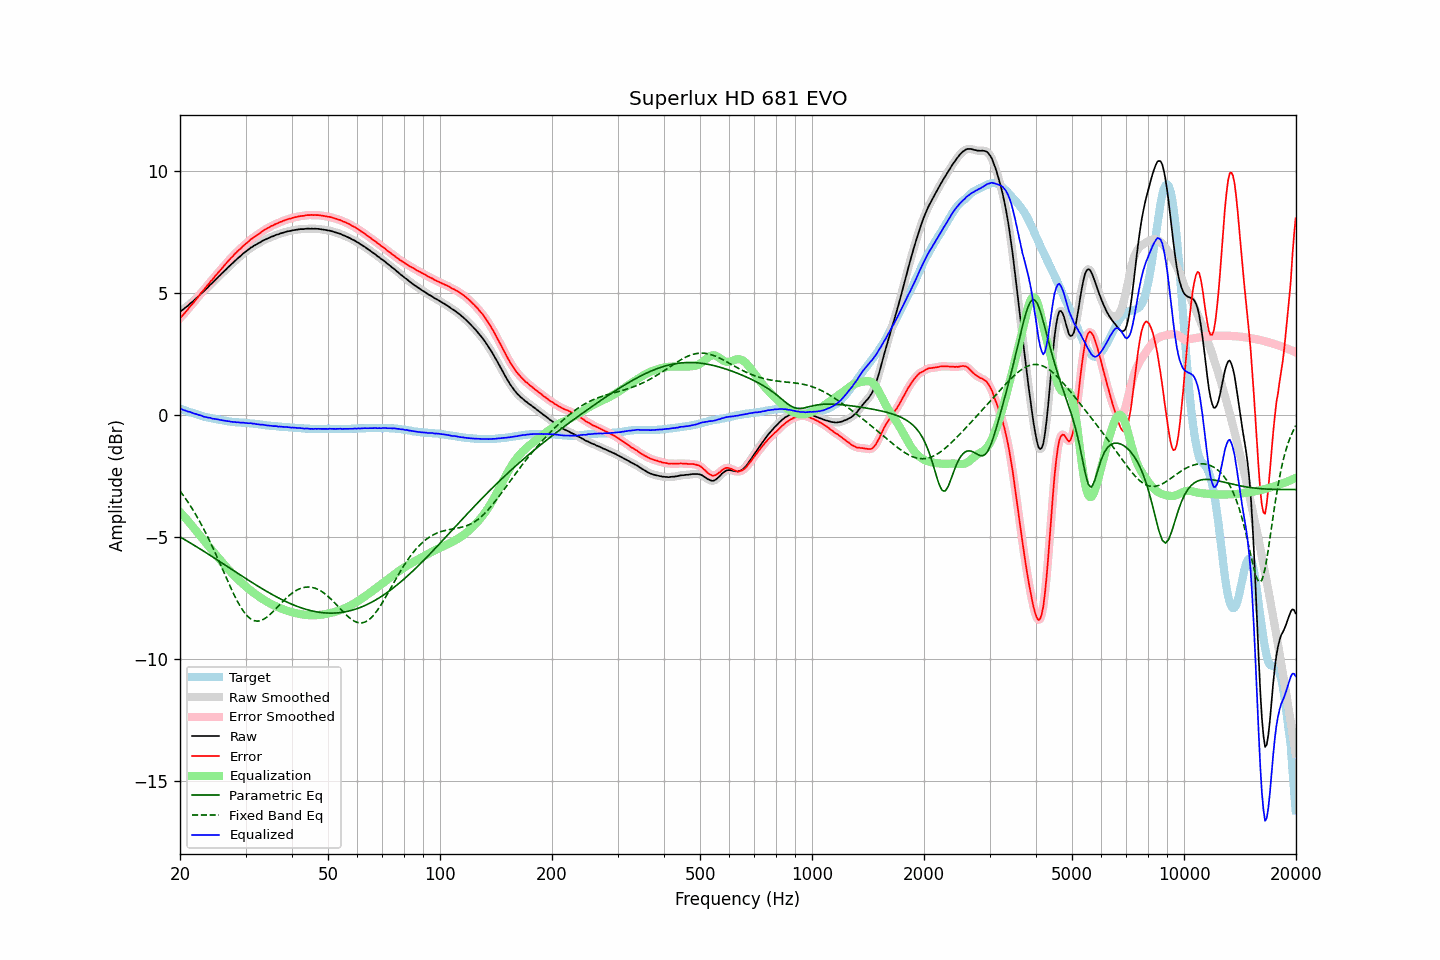 Superlux HD 681 EVO
Amplitude (dBr)
10
5
0
−5
−10
−15
Target
Raw Smoothed
Error Smoothed
Raw
Error
Equalization
Parametric Eq
Fixed Band Eq
Equalized
20 50 100 200 500 1000 2000 5000 10000 20000
Frequency (Hz)